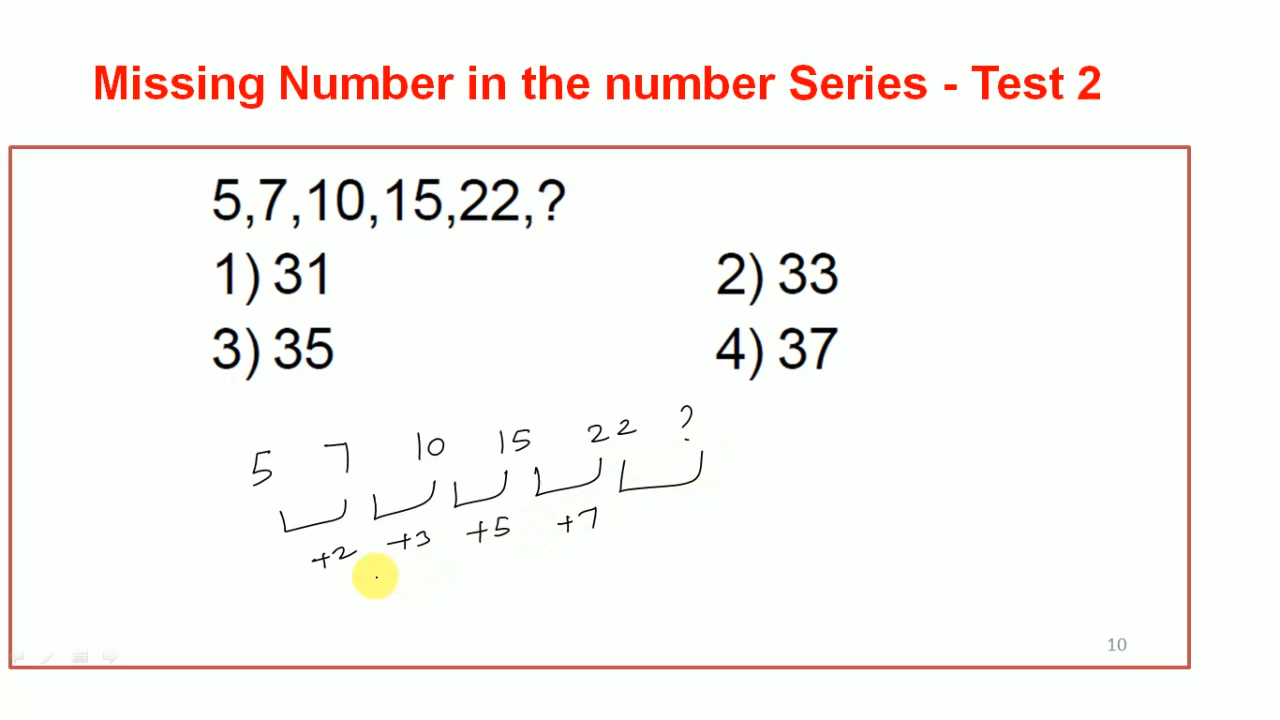 Missing Number in the number Series - Test 2
5,7,10,15,22,?
1) 31 2) 33
3) 35 4) 37
5 7 10 15 22 ?
+2 +3 +5 +7
10